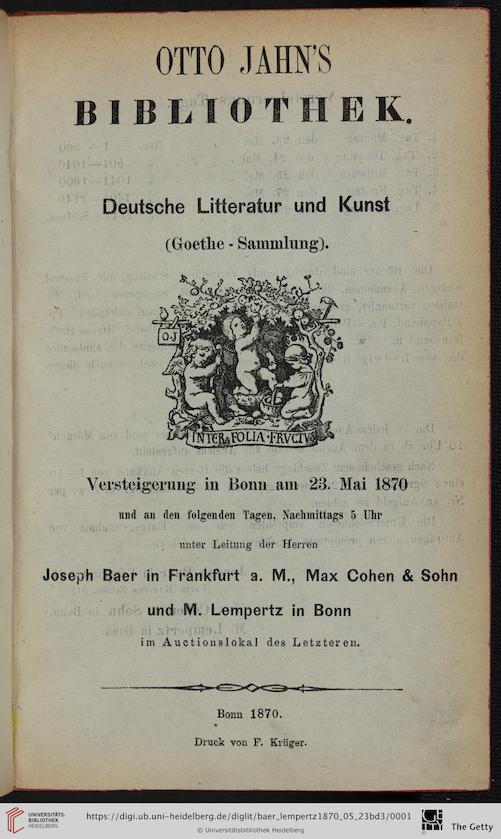 OTTO JAHN'S
BIBLIOTHEK.
Deutsche Litteratur und Kunst
(Goethe-Sammlung).
OJ
INTER FOLIA FRVCTVS
Versteigerung in Bonn am 23. Mai 1870
und an den folgenden Tagen, Nachmittags 5 Uhr
unter Leitung der Herren
Joseph Baer in Frankfurt a. M., Max Cohen & Sohn
und M. Lempertz in Bonn
im Auctionslokal des Letzteren.
Bonn 1870.
Druck von F. Krüger.
UNIVERSITÄTS-
BIBLIOTHEK
HEIDELBERG
https://digi.ub.uni-heidelberg.de/diglit/baer_lempertz1870_05_23bd3/0001
© Universitätsbibliothek Heidelberg
The Getty